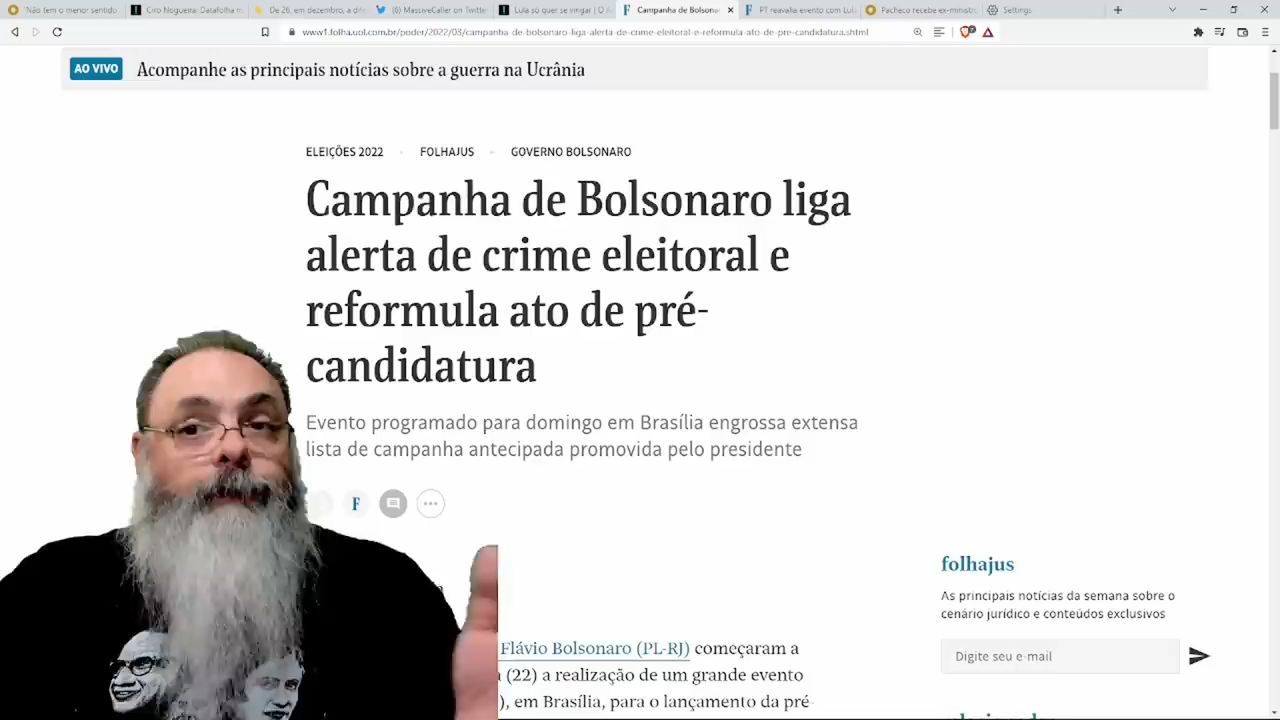 Não tem o menor sentido
Ciro Nogueira: Datafolha m
De 26, em dezembro, a dife
(6) MassiveCaller on Twitter
Lula só quer se vingar | O A
Campanha de Bolsonar
PT reavalia evento com Lula
Pacheco recebe ex-ministro
Settings
www1.folha.uol.com.br/poder/2022/03/campanha-de-bolsonaro-liga-alerta-de-crime-eleitoral-e-reformula-ato-de-pre-candidatura.shtml
AO VIVO Acompanhe as principais notícias sobre a guerra na Ucrânia
ELEIÇÕES 2022 FOLHAJUS GOVERNO BOLSONARO
Campanha de Bolsonaro liga
alerta de crime eleitoral e
reformula ato de pré-
candidatura
Evento programado para domingo em Brasília engrossa extensa
lista de campanha antecipada promovida pelo presidente
F
folhajus
As principais notícias da semana sobre o
cenário jurídico e conteúdos exclusivos
Digite seu e-mail
Flávio Bolsonaro (PL-RJ) começaram a
(22) a realização de um grande evento
), em Brasília, para o lançamento da pré-